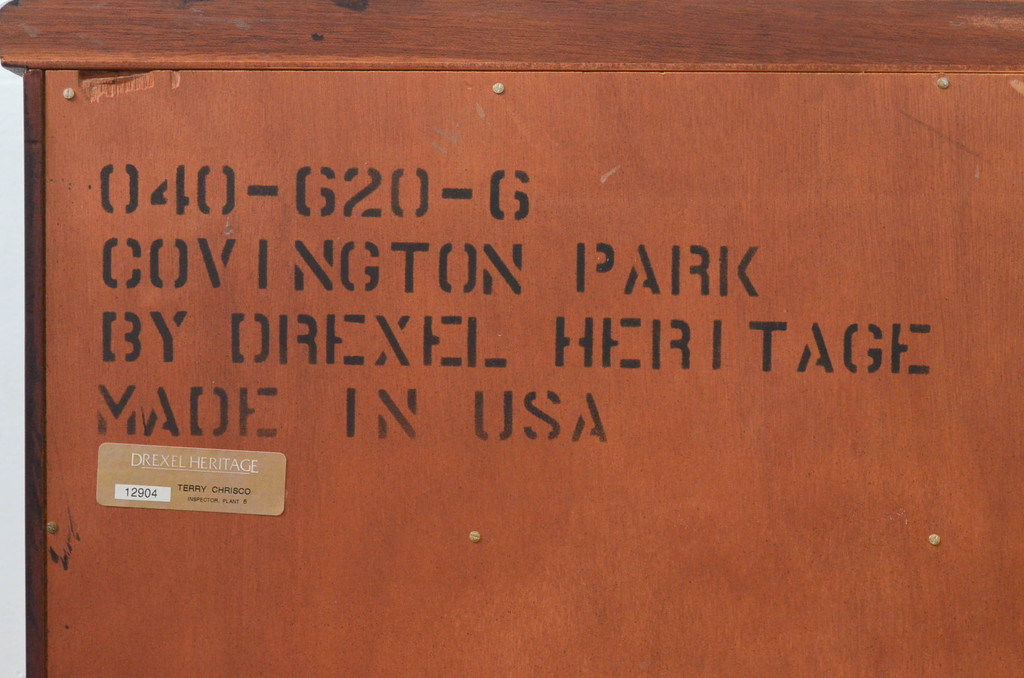 040-620-6
COVINGTON PARK
BY DREXEL HERITAGE
MADE IN USA
DREXEL HERITAGE
12904 TERRY CHRISCO
INSPECTOR, PLANT 6